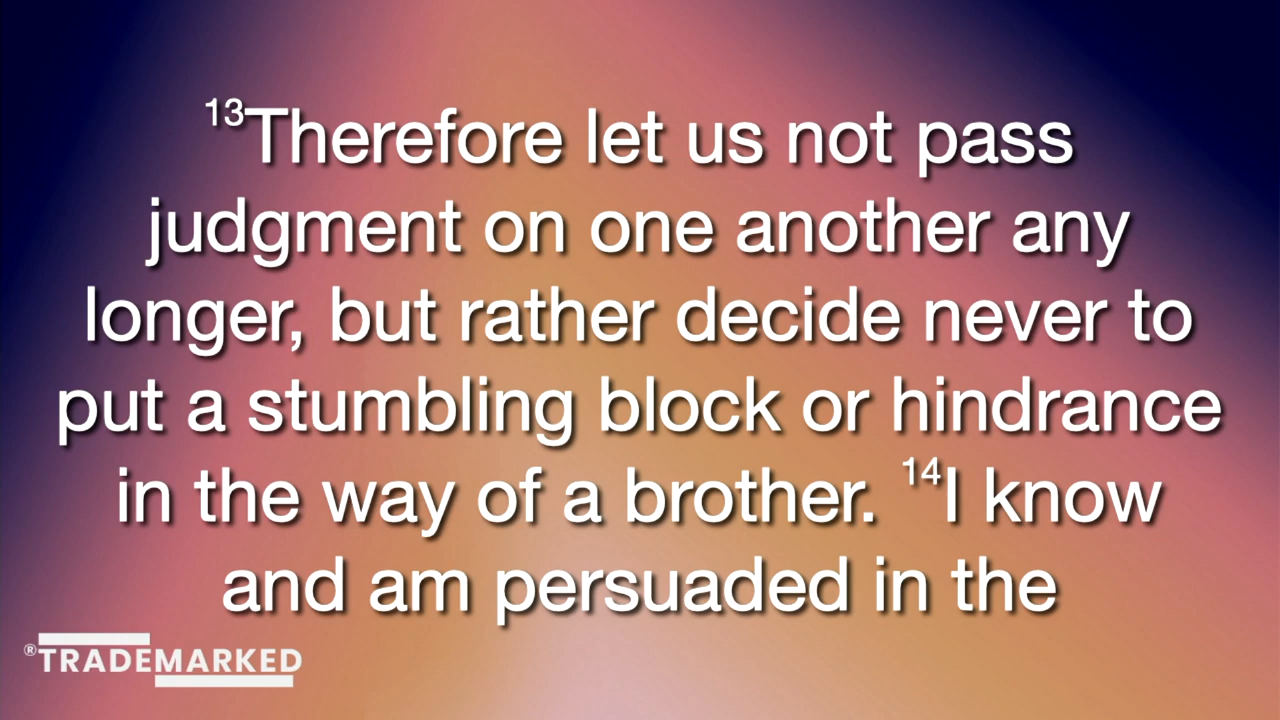 13Therefore let us not pass
judgment on one another any
longer, but rather decide never to
put a stumbling block or hindrance
in the way of a brother. 14I know
and am persuaded in the
®TRADEMARKED